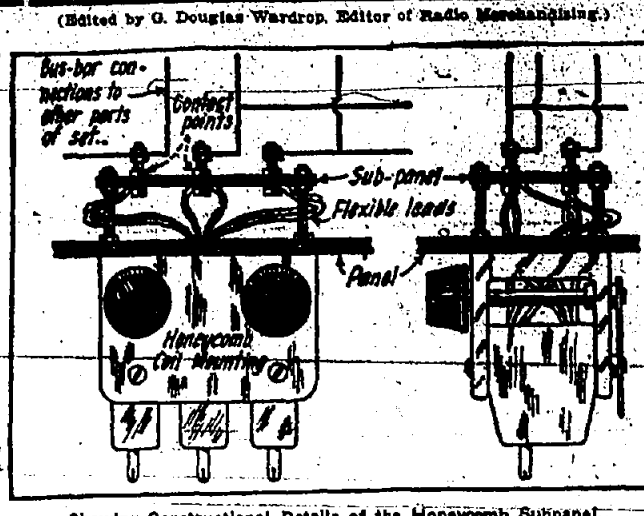 (Edited by G. Douglas Wardrop, Editor of Radio Merchandising.)
Bus-bar con-
nections to
other parts
of set..
Contact
points
Sub-panel
Flexible leads
Panel
Honeycomb
Coil Mounting
Showing Constructional Details of the Honeycomb Subpanel